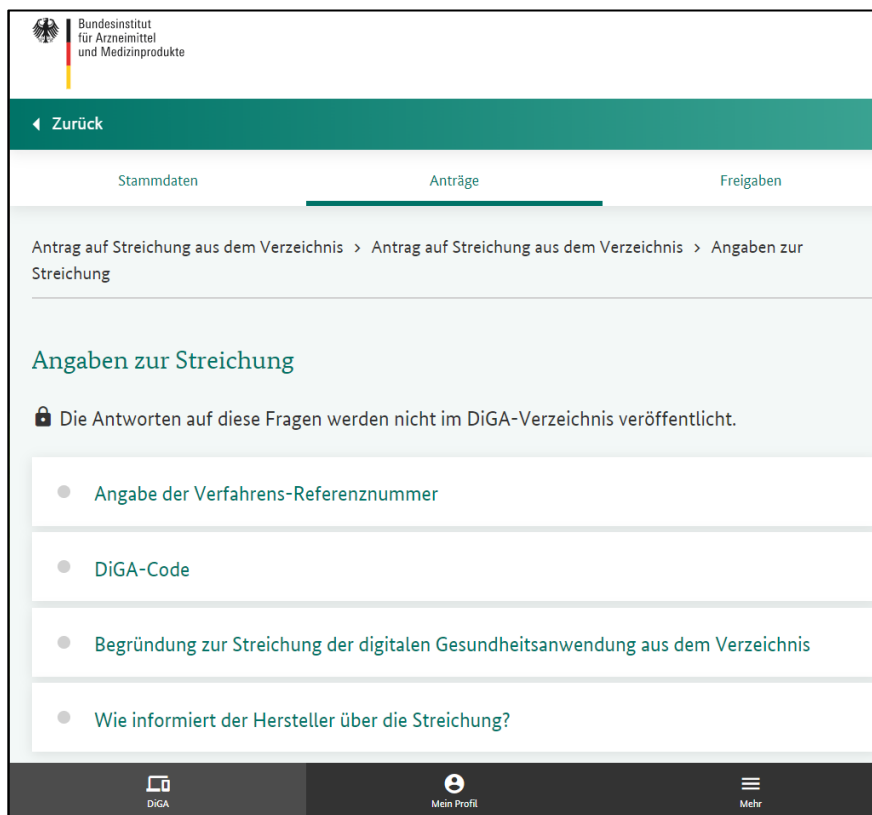 Bundesinstitut
für Arzneimittel
und Medizinprodukte
Zurück
Stammdaten
Anträge
Freigaben
Antrag auf Streichung aus dem Verzeichnis > Antrag auf Streichung aus dem Verzeichnis > Angaben zur
Streichung
Angaben zur Streichung
Die Antworten auf diese Fragen werden nicht im DiGA-Verzeichnis veröffentlicht.
Angabe der Verfahrens-Referenznummer
DiGA-Code
Begründung zur Streichung der digitalen Gesundheitsanwendung aus dem Verzeichnis
Wie informiert der Hersteller über die Streichung?
DiGA
Mein Profil
Mehr